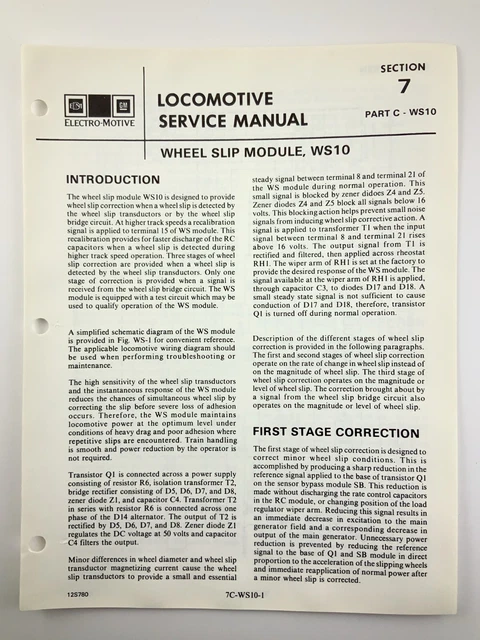 SECTION
7
PART C - WS10
GM
ELECTRO-MOTIVE
LOCOMOTIVE
SERVICE MANUAL
WHEEL SLIP MODULE, WS10
INTRODUCTION
The wheel slip module WS10 is designed to provide
wheel slip correction when a wheel slip is detected by
the wheel slip transductors or by the wheel slip
bridge circuit. At higher track speeds a recalibration
signal is applied to terminal 15 of WS module. This
recalibration provides for faster discharge of the RC
capacitors when a wheel slip is detected during
higher track speed operation. Three stages of wheel
slip correction are provided when a wheel slip is
detected by the wheel slip transductors. Only one
stage of correction is provided when a signal is
received from the wheel slip bridge circuit. The WS
module is equipped with a test circuit which may be
used to qualify operation of the WS module.
A simplified schematic diagram of the WS module
is provided in Fig. WS-1 for convenient reference.
The applicable locomotive wiring diagram should
be used when performing troubleshooting or
maintenance.
The high sensitivity of the wheel slip transductors
and the instantaneous response of the WS module
reduces the chances of simultaneous wheel slip by
correcting the slip before severe loss of adhesion
occurs. Therefore, the WS module maintains
locomotive power at the optimum level under
conditions of heavy drag and poor adhesion where
repetitive slips are encountered. Train handling
is smooth and power reduction by the operator is
not required.
Transistor Q1 is connected across a power supply
consisting of resistor R6, isolation transformer T2,
bridge rectifier consisting of D5, D6, D7, and D8,
zener diode Z1, and capacitor C4. Transformer T2
in series with resistor R6 is connected across one
phase of the D14 alternator. The output of T2 is
rectified by D5, D6, D7, and D8. Zener diode Z1
regulates the DC voltage at 50 volts and capacitor
C4 filters the output.
Minor differences in wheel diameter and wheel slip
transductor magnetizing current cause the wheel
slip transductors to provide a small and essential
steady signal between terminal 8 and terminal 21 of
the WS module during normal operation. This
small signal is blocked by zener didoes Z4 and Z5.
Zener diodes Z4 and Z5 block all signals below 16
volts. This blocking action helps prevent small noise
signals from inducing wheel slip corrective action. A
signal is applied to transformer T1 when the input
signal between terminal 8 and terminal 21 rises
above 16 volts. The output signal from T1 is
rectified and filtered, then applied across rheostat
RH1. The wiper arm of RH1 is set at the factory to
provide the desired response of the WS module. The
signal available at the wiper arm of RH1 is applied,
through capacitor C3, to diodes D17 and D18. A
small steady state signal is not sufficient to cause
conduction of D17 and D18, therefore, transistor
Q1 is turned off during normal operation.
Description of the different stages of wheel slip
correction is provided in the following paragraphs.
The first and second stages of wheel slip correction
operate on the rate of change in wheel slip instead of
on the magnitude of wheel slip. The third stage of
wheel slip correction operates on the magnitude or
level of wheel slip. The correction brought about by
a signal from the wheel slip bridge circuit also
operates on the magnitude or level of wheel slip.
FIRST STAGE CORRECTION
The first stage of wheel slip correction is designed to
correct minor wheel slip conditions. This is
accomplished by producing a sharp reduction in the
reference signal applied to the base of transistor Q1
on the sensor bypass module SB. This reduction is
made without discharging the rate control capacitors
in the RC module, or changing position of the load
regulator wiper arm. Reducing this signal results in
an immediate decrease in excitation to the main
generator field and a corresponding decrease in
output of the main generator. Unnecessary power
reduction is prevented by reducing the reference
signal to the base of Q1 and SB module in direct
proportion to the acceleration of the slipping wheels
and immediate reapplication of normal power after
a minor wheel slip is corrected.
12S780
7C-WS10-1